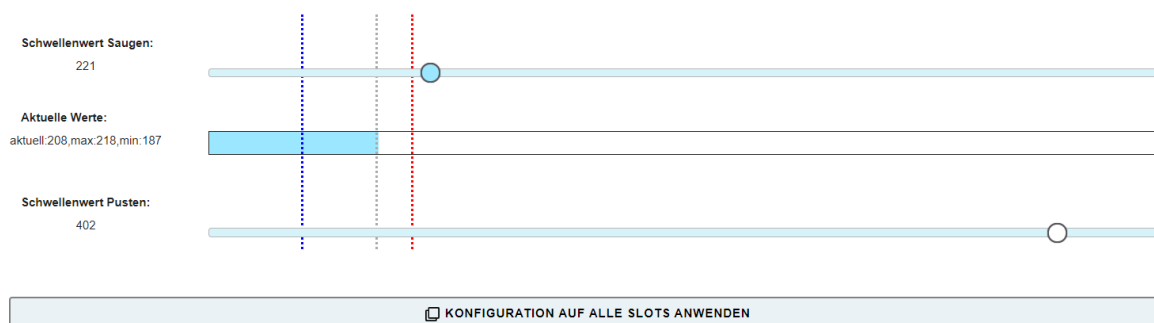 Schwellenwert Saugen:
221
Aktuelle Werte:
aktuell:208,max:218,min:187
Schwellenwert Pusten:
402
KONFIGURATION AUF ALLE SLOTS ANWENDEN